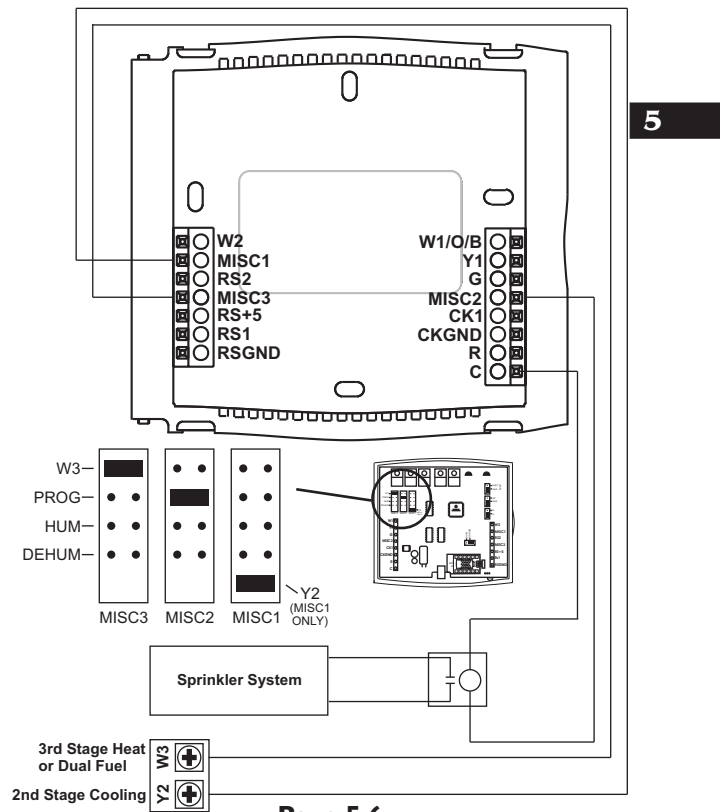 5
W2
MISC1
RS2
MISC3
RS+5
RS1
RSGND
W1/O/B
Y1
G
MISC2
CK1
CKGND
R
C
W3
PROG
HUM
DEHUM
MISC3
MISC2
MISC1
Y2
(MISC1
ONLY)
Sprinkler System
3rd Stage Heat
or Dual Fuel
W3
2nd Stage Cooling
Y2